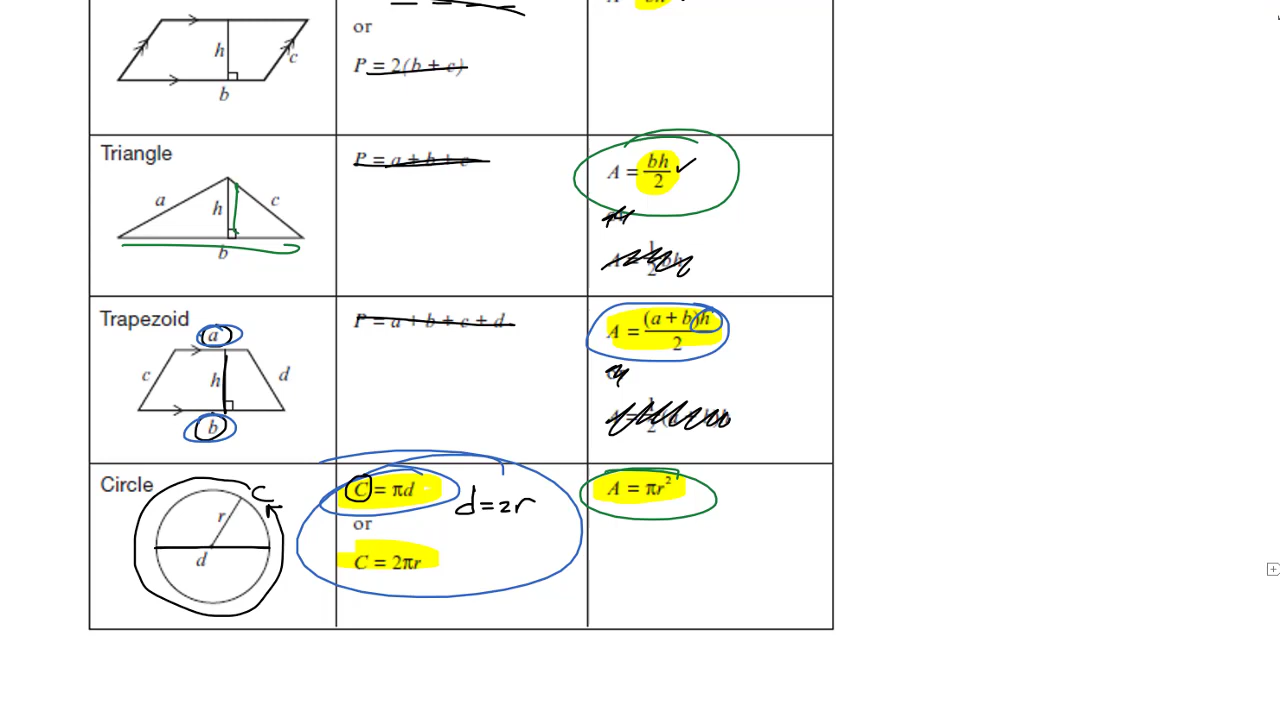 h
c
b
or
P = 2(b + c)
Triangle
a
h
c
b
P = a + b + c
A = bh/2
Trapezoid
a
c
h
d
b
P = a + b + c + d
A = (a + b)h/2
Circle
C
r
d
C = πd
d = 2r
or
C = 2πr
A = πr²